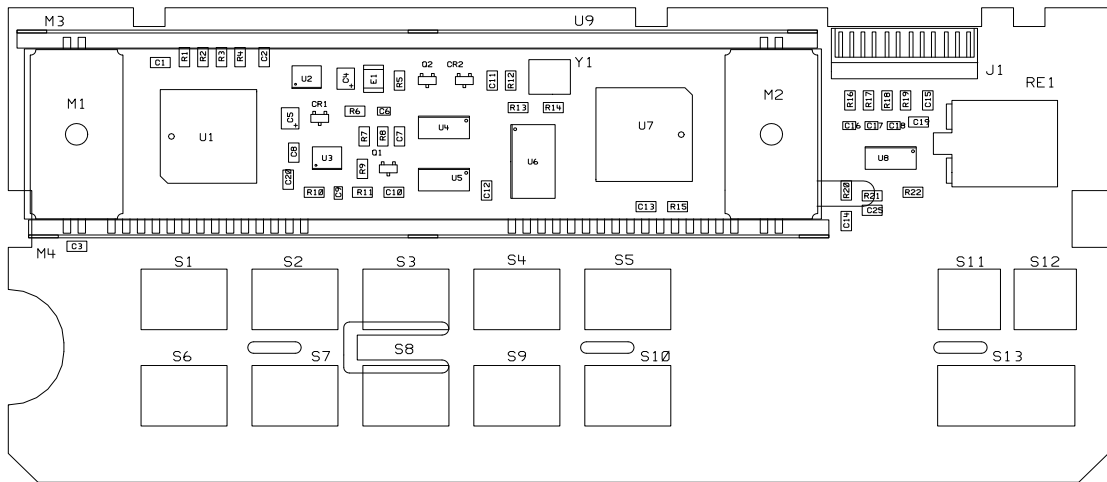 M3 U9
C1 R1 R2 R3 R4 C2 U2 C4 E1 R5 Q2 CR2 C11 R12 Y1 J1
M1 M2 RE1
C5 CR1 R6 C6 R13 R14 R16 R17 R18 R19 C15
U1 R7 R8 C7 U4 U6 U7 C16 C17 C18 C19
C8 U3 Q1 U8
C20 R9 U5
R10 C9 R11 C10 C12 R20 R21 R22
C13 R15 C14 C25
M4 C3
S1 S2 S3 S4 S5 S11 S12
S6 S7 S8 S9 S10 S13